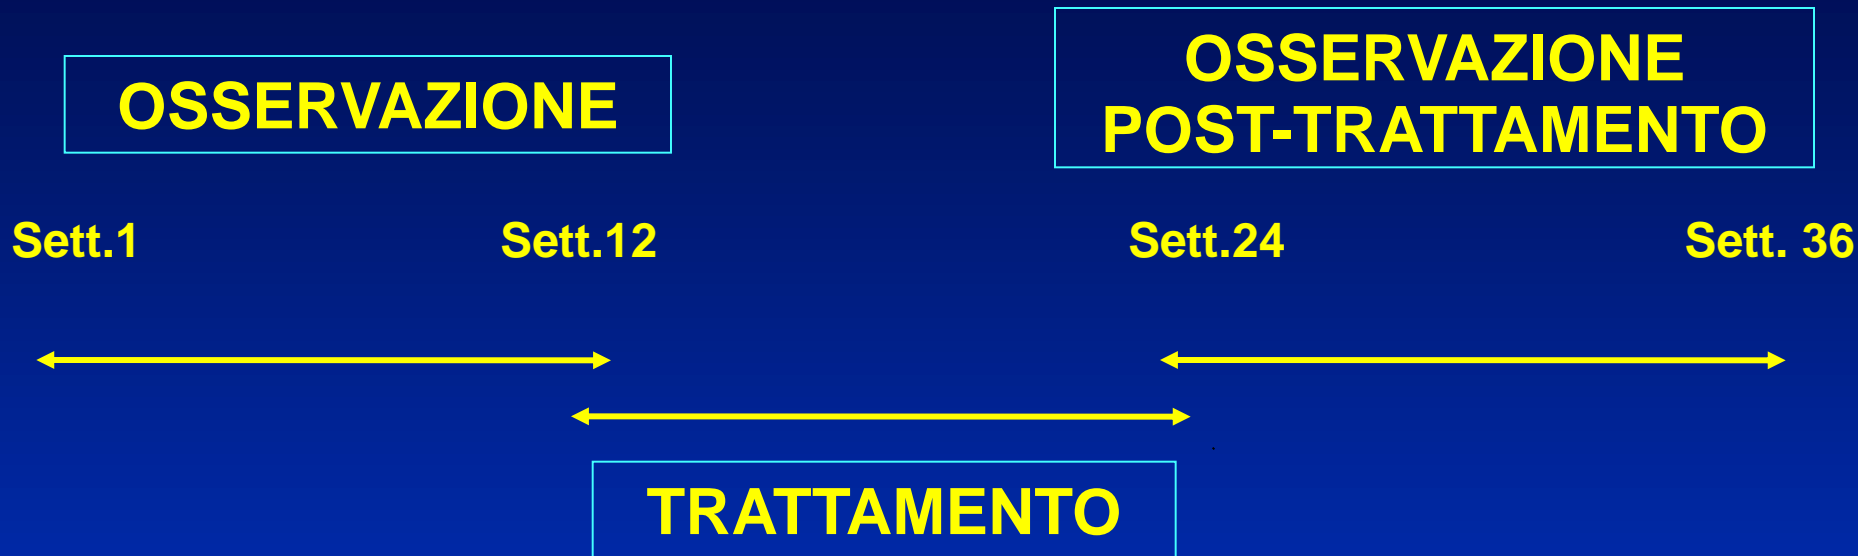 OSSERVAZIONE
OSSERVAZIONE
POST-TRATTAMENTO
Sett.1
Sett.12
Sett.24
Sett. 36
TRATTAMENTO